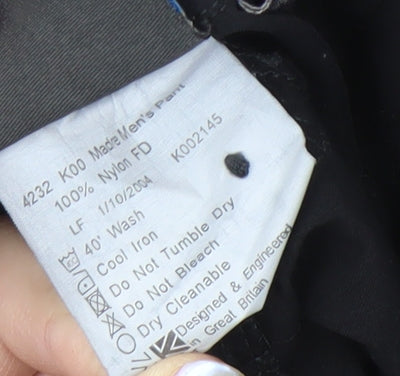 4232 K00 Made Men's Pant
100% Nylon FD K002145
LF 1/10/2004
40° Wash
Cool Iron
Do Not Tumble Dry
Do Not Bleach
Dry Cleanable
Designed & Engineered
in Great Britain